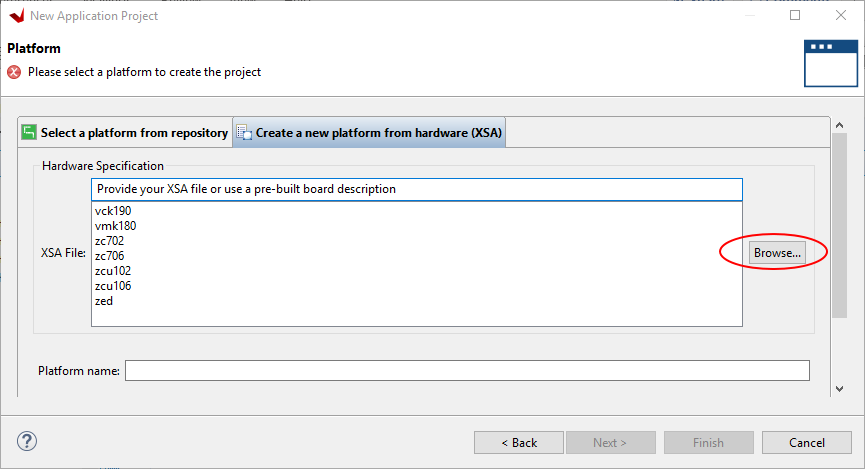 New Application Project
Platform
Please select a platform to create the project
Select a platform from repository
Create a new platform from hardware (XSA)
Hardware Specification
Provide your XSA file or use a pre-built board description
vck190
vmk180
zc702
XSA File:
zc706
Browse...
zcu102
zcu106
zed
Platform name:
?
< Back
Next >
Finish
Cancel